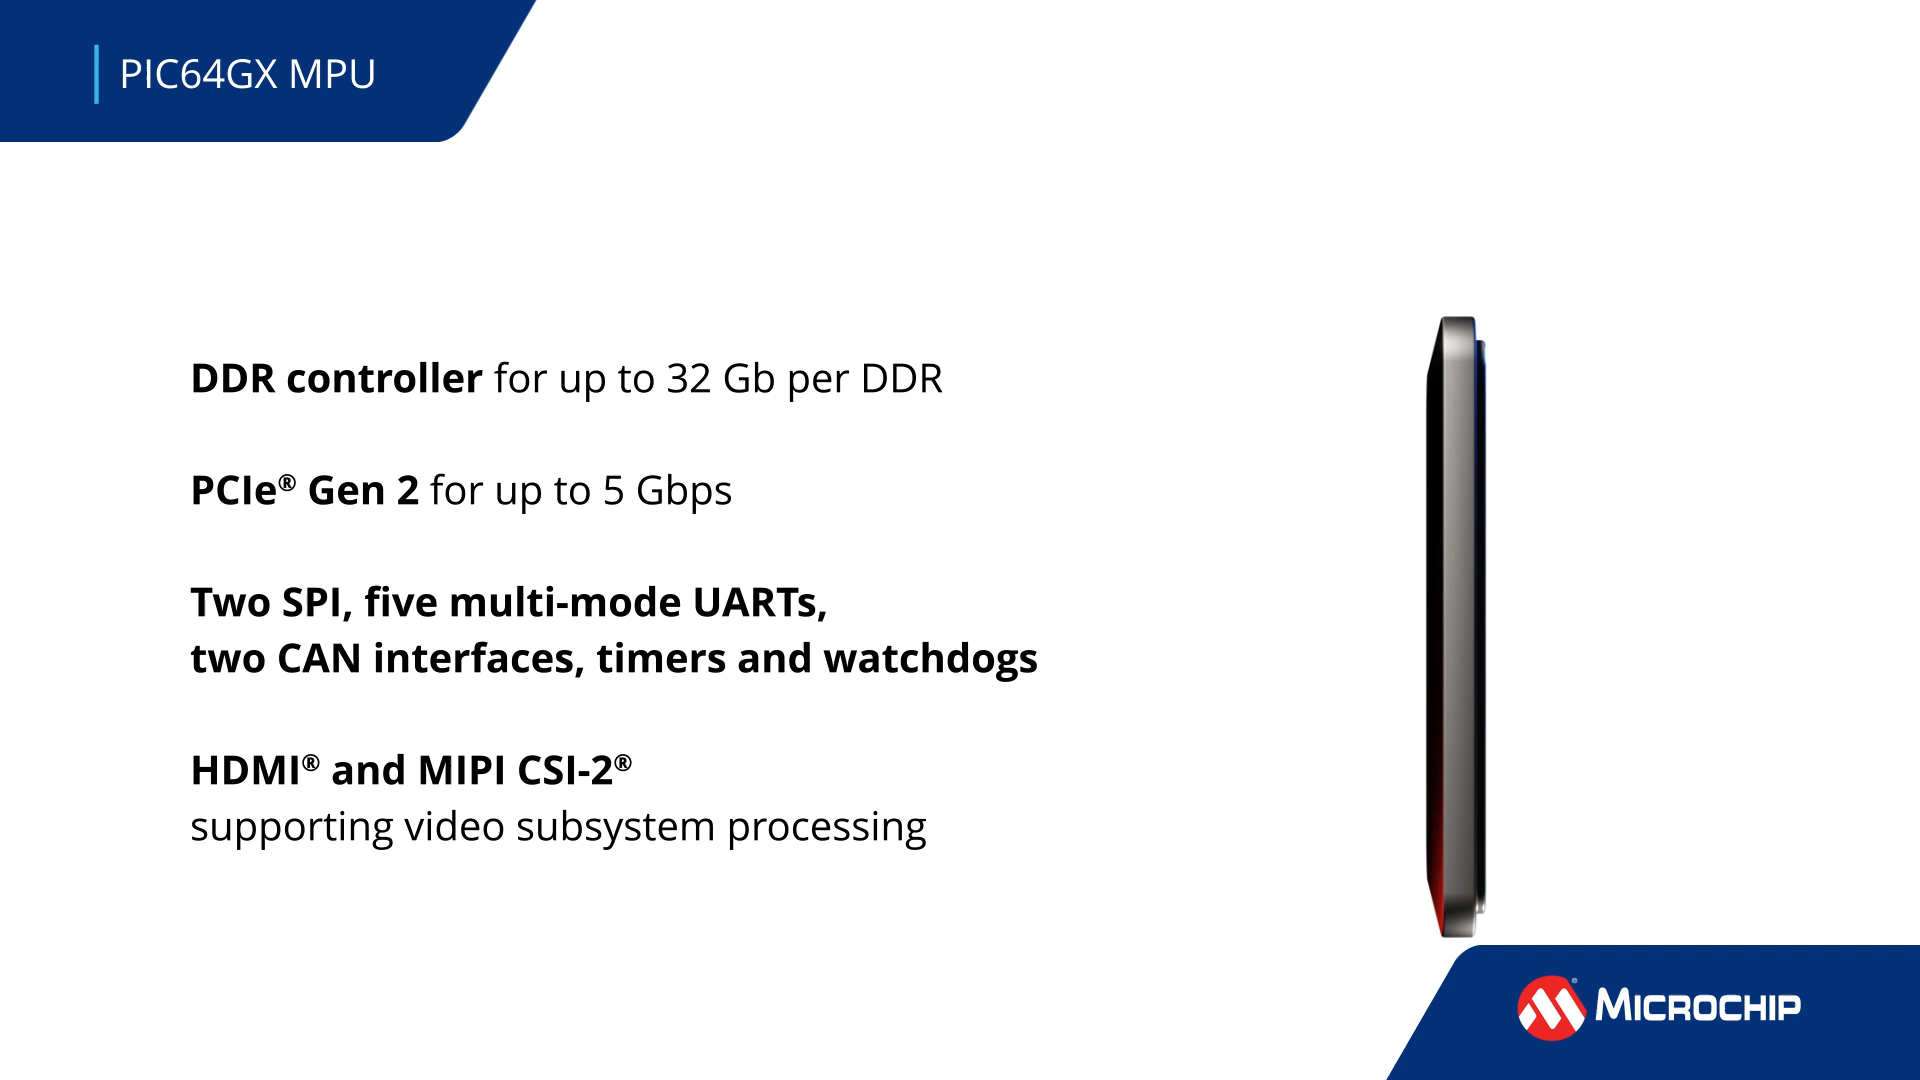 PIC64GX MPU
DDR controller for up to 32 Gb per DDR
PCIe® Gen 2 for up to 5 Gbps
Two SPI, five multi-mode UARTs,
two CAN interfaces, timers and watchdogs
HDMI® and MIPI CSI-2®
supporting video subsystem processing
® MICROCHIP